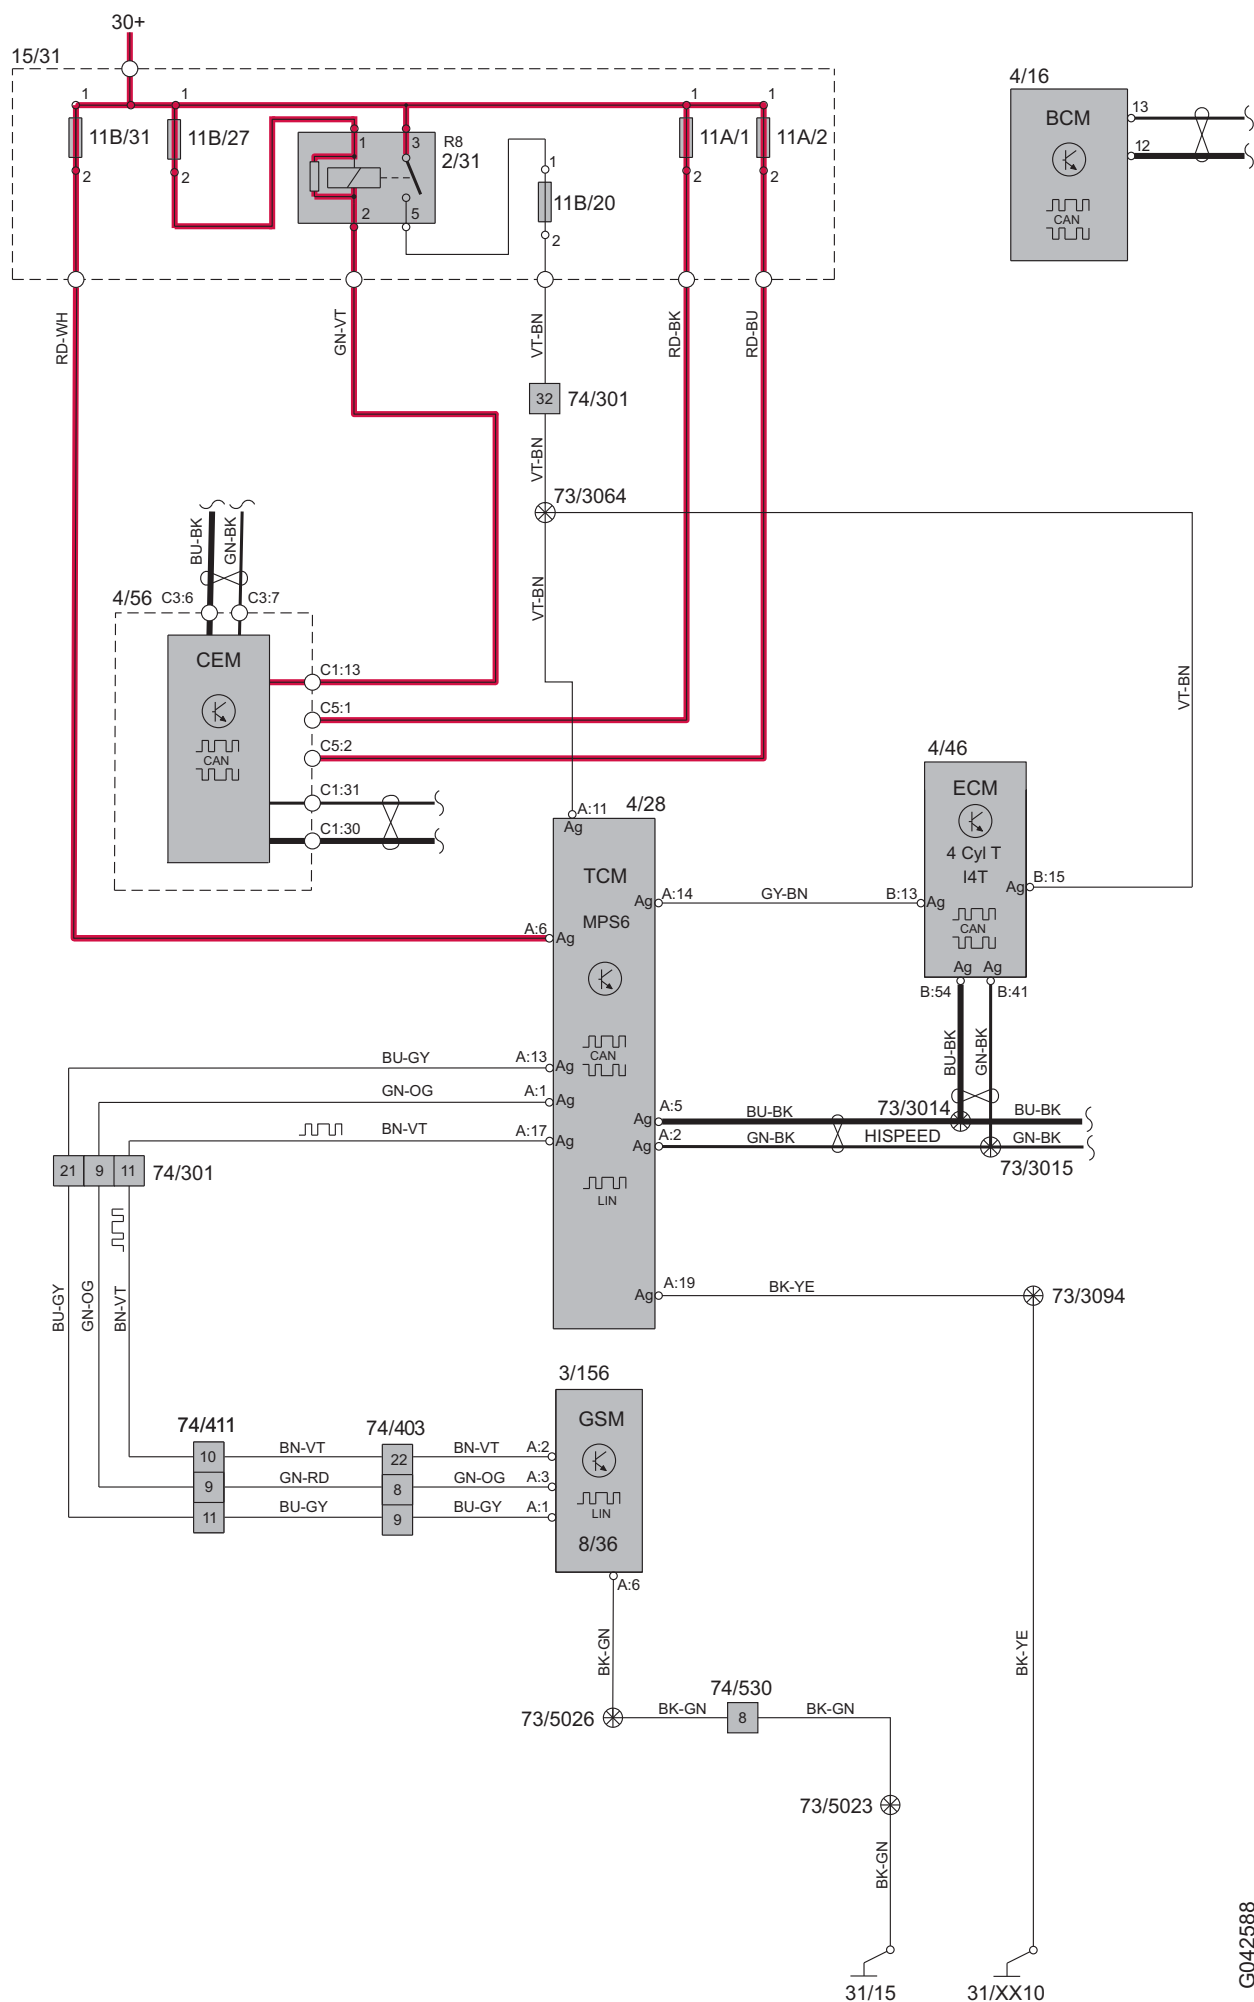 30+
15/31
4/16
1
1
1
1
11B/31
11B/27
1
3
R8
2/31
1
11B/20
2
11A/1
11A/2
2
2
2
2
2
5
BCM
CAN
13
12
RD-WH
GN-VT
VT-BN
RD-BK
RD-BU
32
74/301
VT-BN
73/3064
BU-BK
GN-BK
4/56
C3:6
C3:7
VT-BN
VT-BN
CEM
CAN
C1:13
C5:1
C5:2
C1:31
C1:30
4/46
ECM
4 Cyl T
I4T
CAN
Ag
B:15
B:13
Ag
Ag
Ag
B:54
B:41
4/28
A:11
Ag
TCM
MPS6
CAN
LIN
Ag
A:14
GY-BN
A:6
Ag
BU-GY
A:13
Ag
GN-OG
A:1
Ag
BN-VT
A:17
Ag
BU-BK
GN-BK
Ag
A:5
BU-BK
73/3014
BU-BK
Ag
A:2
GN-BK
HISPEED
GN-BK
73/3015
21
9
11
74/301
BU-GY
GN-OG
BN-VT
Ag
A:19
BK-YE
73/3094
3/156
GSM
LIN
8/36
74/411
74/403
10
BN-VT
22
BN-VT
A:2
9
GN-RD
8
GN-OG
A:3
11
BU-GY
9
BU-GY
A:1
A:6
BK-GN
BK-YE
73/5026
BK-GN
74/530
8
BK-GN
73/5023
BK-GN
31/15
31/XX10
G042588